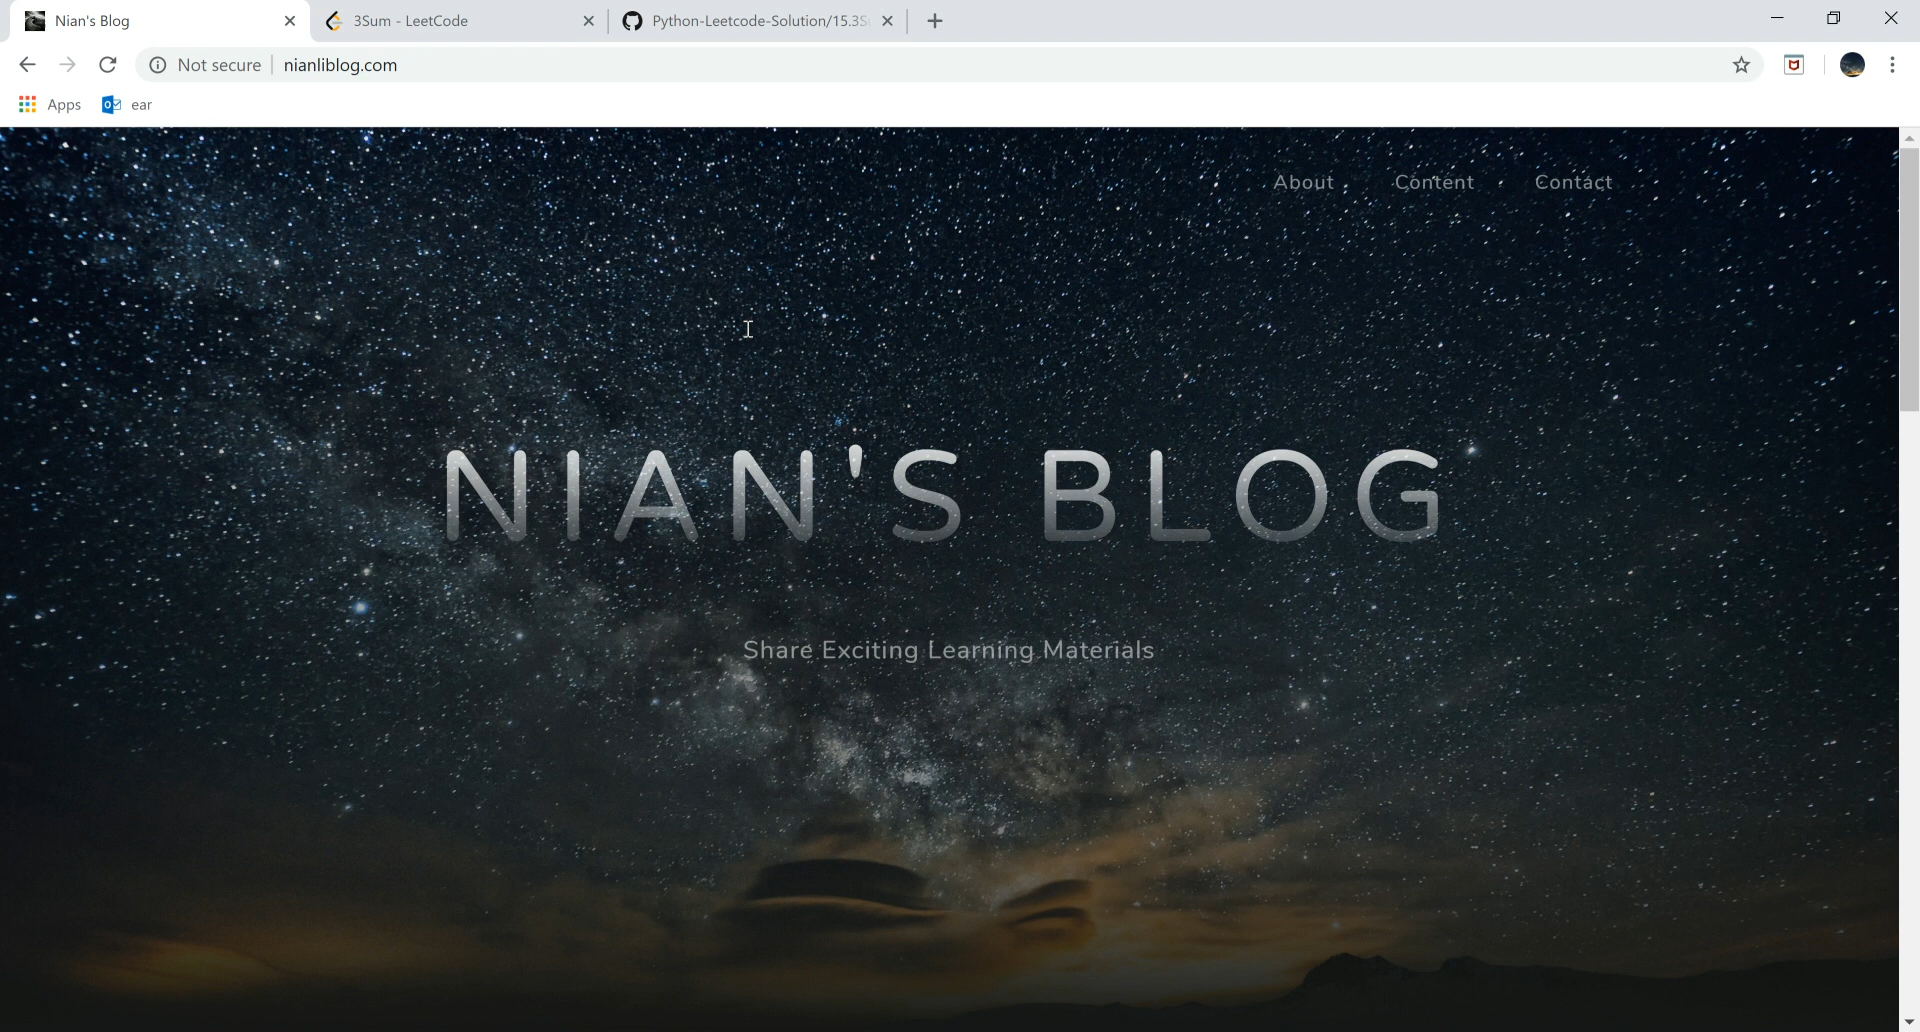 Nian's Blog
3Sum - LeetCode
Python-Leetcode-Solution/15.3S
Not secure
nianliblog.com
Apps
ear
About
Content
Contact
NIAN'S BLOG
Share Exciting Learning Materials